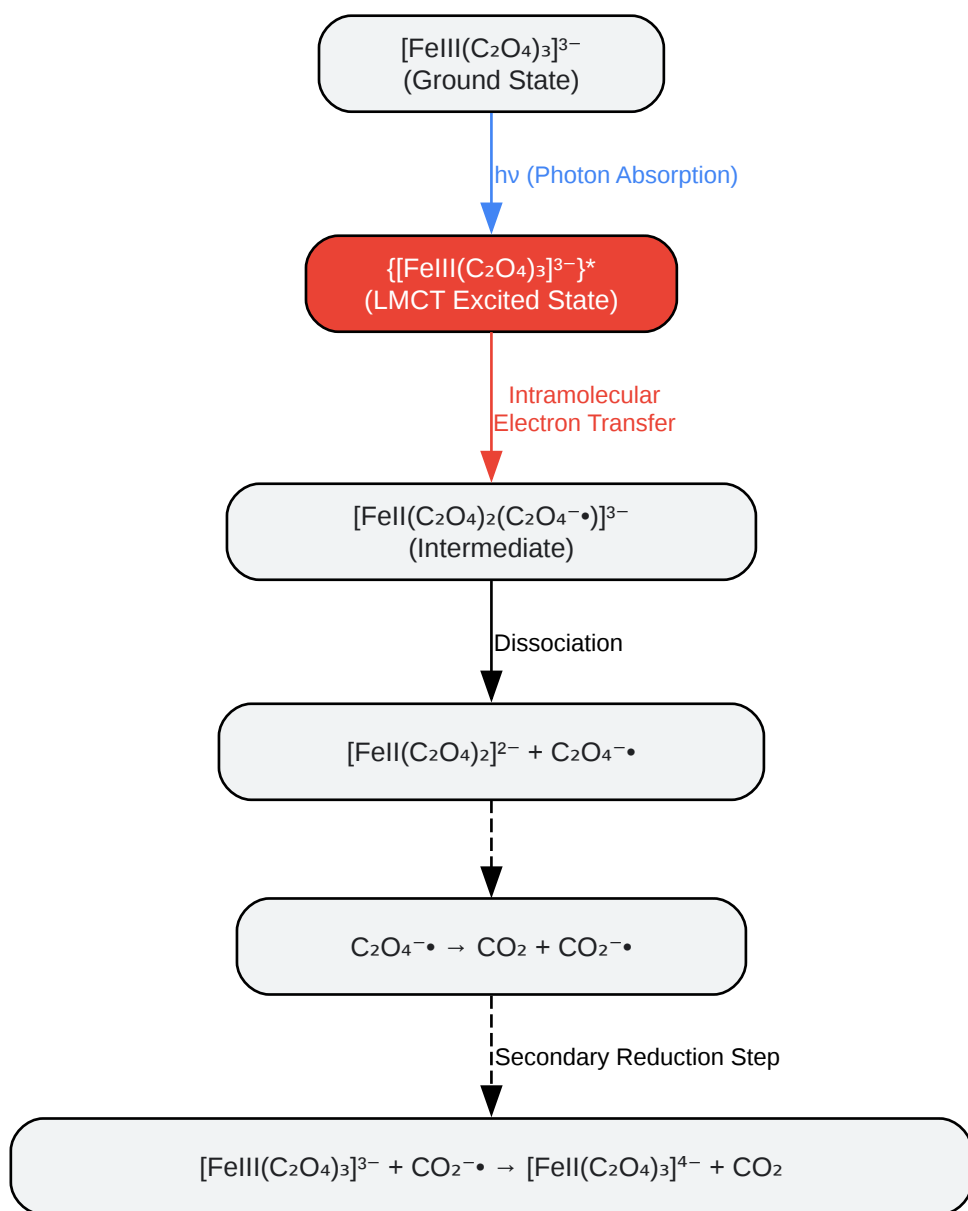 [FeIII(C₂O₄)₃]³⁻
(Ground State)
hν (Photon Absorption)
{[FeIII(C₂O₄)₃]³⁻}*
(LMCT Excited State)
Intramolecular
Electron Transfer
[FeII(C₂O₄)₂(C₂O₄⁻•)]³⁻
(Intermediate)
Dissociation
[FeII(C₂O₄)₂]²⁻ + C₂O₄⁻•
C₂O₄⁻• → CO₂ + CO₂⁻•
Secondary Reduction Step
[FeIII(C₂O₄)₃]³⁻ + CO₂⁻• → [FeII(C₂O₄)₃]⁴⁻ + CO₂